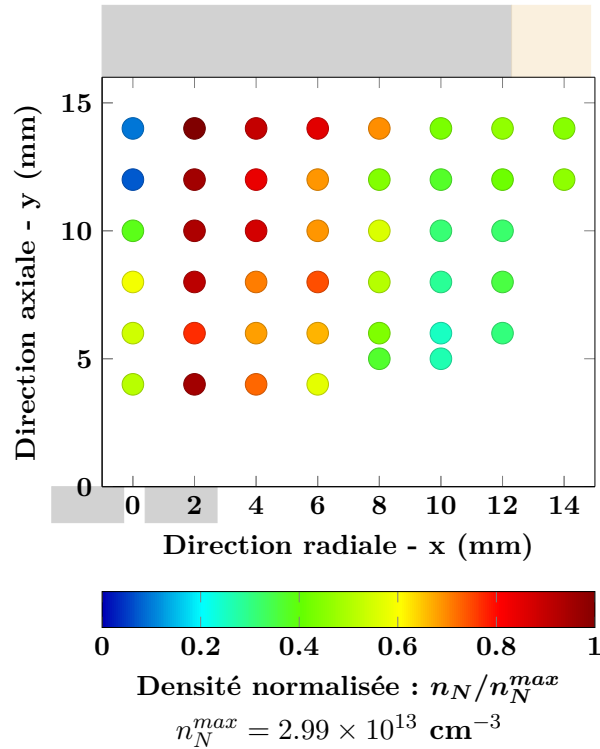 15
10
5
0
Direction axiale - y (mm)
0 2 4 6 8 10 12 14
Direction radiale - x (mm)
0 0.2 0.4 0.6 0.8 1
Densité normalisée : n_N/n_N^{max}
n_N^{max} = 2.99 × 10^{13} cm^{−3}